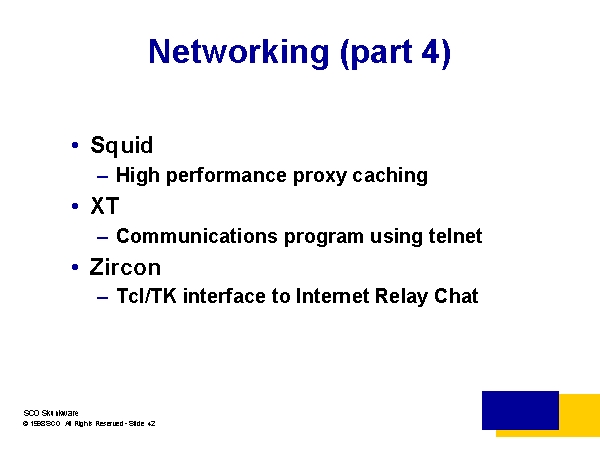 Networking (part 4)
• Squid
– High performance proxy caching
• XT
– Communications program using telnet
• Zircon
– Tcl/TK interface to Internet Relay Chat
SCO Skunkware
© 1998 SCO All Rights Reserved - Slide 42